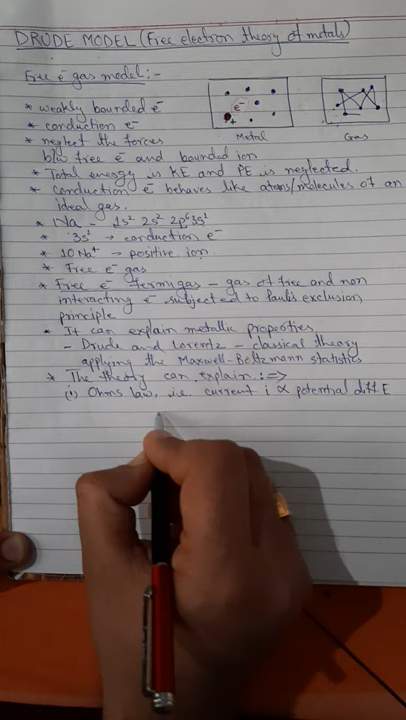 DRUDE MODEL (Free electron theory of metals)
Free e⁻ gas model :-
* weakly bounded e⁻
* conduction e⁻
* neglect the forces
b/w free e⁻ and bounded ion
e⁻
+
Metal
Gas
* Total energy is KE and PE is neglected.
* Conduction e⁻ behaves like atoms/molecules of an
ideal gas.
* Na - 1s² 2s² 2p⁶ 3s¹
* 3s¹ → conduction e⁻
* 10 Na⁺ → positive ion.
* Free e⁻ gas
* Free e⁻ fermigas - gas of free and non
interacting e⁻ subjected to Pauli's exclusion
principle
* It can explain metallic properties
- Drude and Lorentz - classical theory
applying the Maxwell-Boltzmann statistics
* The theory can explain :=>
(i) Ohms law, i.e. current i ∝ potential diff E